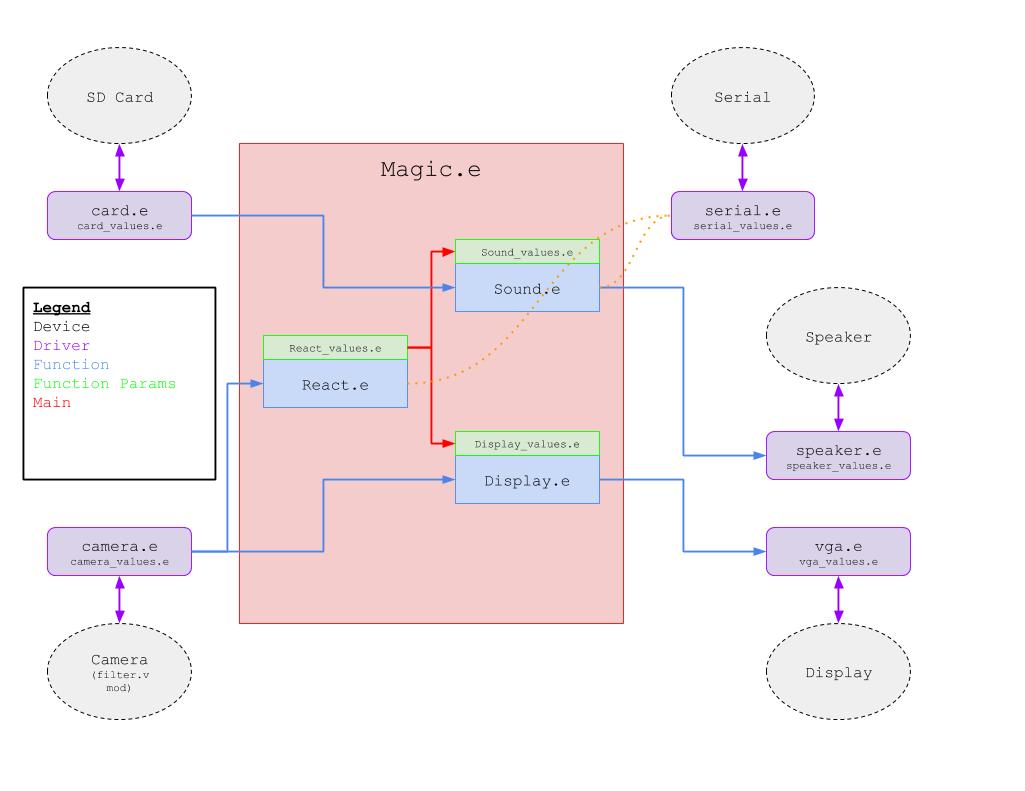 SD Card
Serial
Magic.e
card.e
card_values.e
serial.e
serial_values.e
Sound_values.e
Sound.e
Legend
Device
Driver
Function
Function Params
Main
React_values.e
React.e
Speaker
Display_values.e
Display.e
speaker.e
speaker_values.e
camera.e
camera_values.e
vga.e
vga_values.e
Camera
(filter.v
mod)
Display